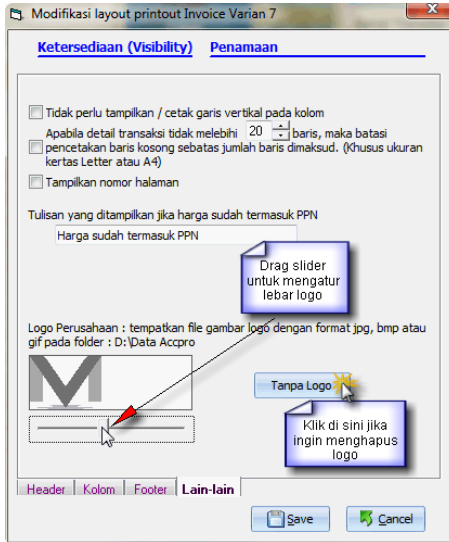 Modifikasi layout printout Invoice Varian 7
X
Ketersediaan (Visibility) Penamaan
Tidak perlu tampilkan / cetak garis vertikal pada kolom
Apabila detail transaksi tidak melebihi 20 baris, maka batasi
pencetakan baris kosong sebatas jumlah baris dimaksud. (Khusus ukuran
kertas Letter atau A4)
Tampilkan nomor halaman
Tulisan yang ditampilkan jika harga sudah termasuk PPN
Harga sudah termasuk PPN
Drag slider
untuk mengatur
lebar logo
Logo Perusahaan : tempatkan file gambar logo dengan format jpg, bmp atau
gif pada folder : D:\Data Accpro
M
Tanpa Logo
Klik di sini jika
ingin menghapus
logo
Header Kolom Footer Lain-lain
Save Cancel